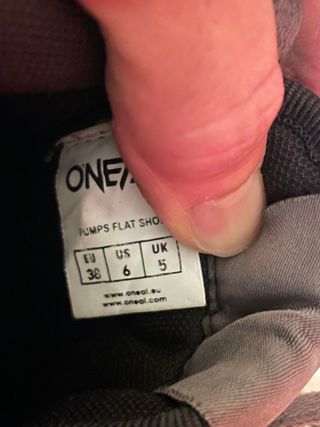 PUMPS FLAT
EU US UK
38 6 5
www.oneal.eu
www.oneal.com